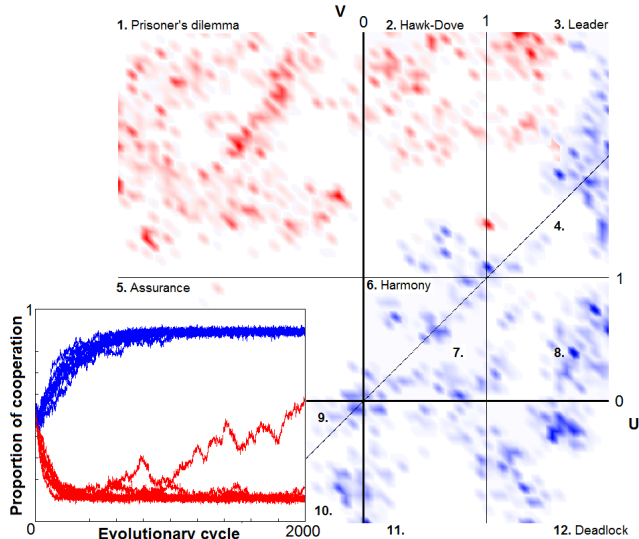 V
1. Prisoner's dilemma
0
2. Hawk-Dove
1
3. Leader
4.
5. Assurance
6. Harmony
1
7.
8.
9.
0
U
10.
11.
12. Deadlock
1
Proportion of cooperation
0
0
Evolutionary cycle
2000